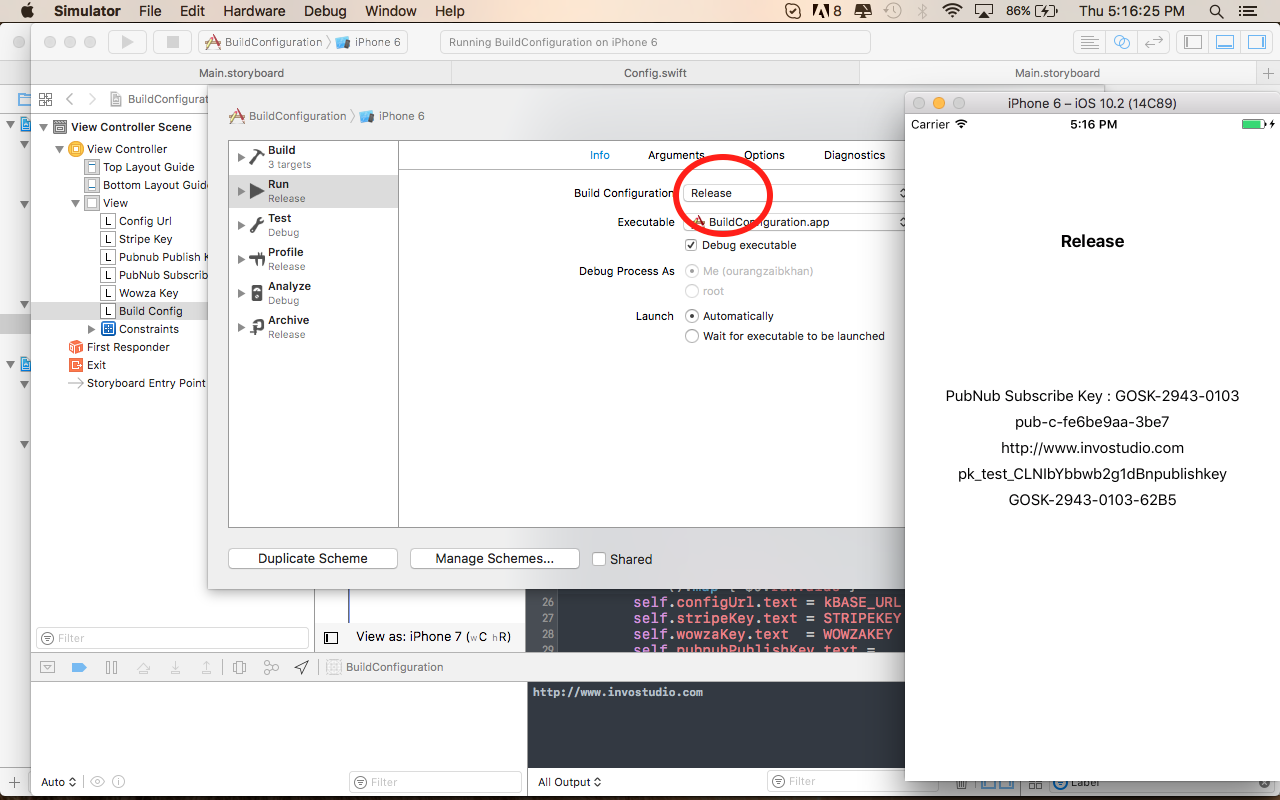 Simulator File Edit Hardware Debug Window Help 8 86% Thu 5:16:25 PM
BuildConfiguration iPhone 6 Running BuildConfiguration on iPhone 6
Main.storyboard Config.swift Main.storyboard
BuildConfigurat
View Controller Scene
View Controller
Top Layout Guide
Bottom Layout Guid
View
L Config Url
L Stripe Key
L Pubnub Publish K
L PubNub Subscrib
L Wowza Key
L Build Config
Constraints
First Responder
Exit
Storyboard Entry Point
Filter
BuildConfiguration iPhone 6
Build
3 targets
Run
Release
Test
Debug
Profile
Release
Analyze
Debug
Archive
Release
Info Arguments Options Diagnostics
Build Configuration Release
Executable BuildConfiguration.app
Debug executable
Debug Process As Me (ourangzaibkhan)
root
Launch Automatically
Wait for executable to be launched
Duplicate Scheme Manage Schemes... Shared
26 self.configUrl.text = kBASE_URL
27 self.stripeKey.text = STRIPEKEY
28 self.wowzaKey.text = WOWZAKEY
29 self.pubnubPublishKey.text =
View as: iPhone 7 (wC hR)
BuildConfiguration
http://www.invostudio.com
Auto Filter All Output Filter Label
iPhone 6 – iOS 10.2 (14C89)
Carrier 5:16 PM
Release
PubNub Subscribe Key : GOSK-2943-0103
pub-c-fe6be9aa-3be7
http://www.invostudio.com
pk_test_CLNIbYbbwb2g1dBnpublishkey
GOSK-2943-0103-62B5